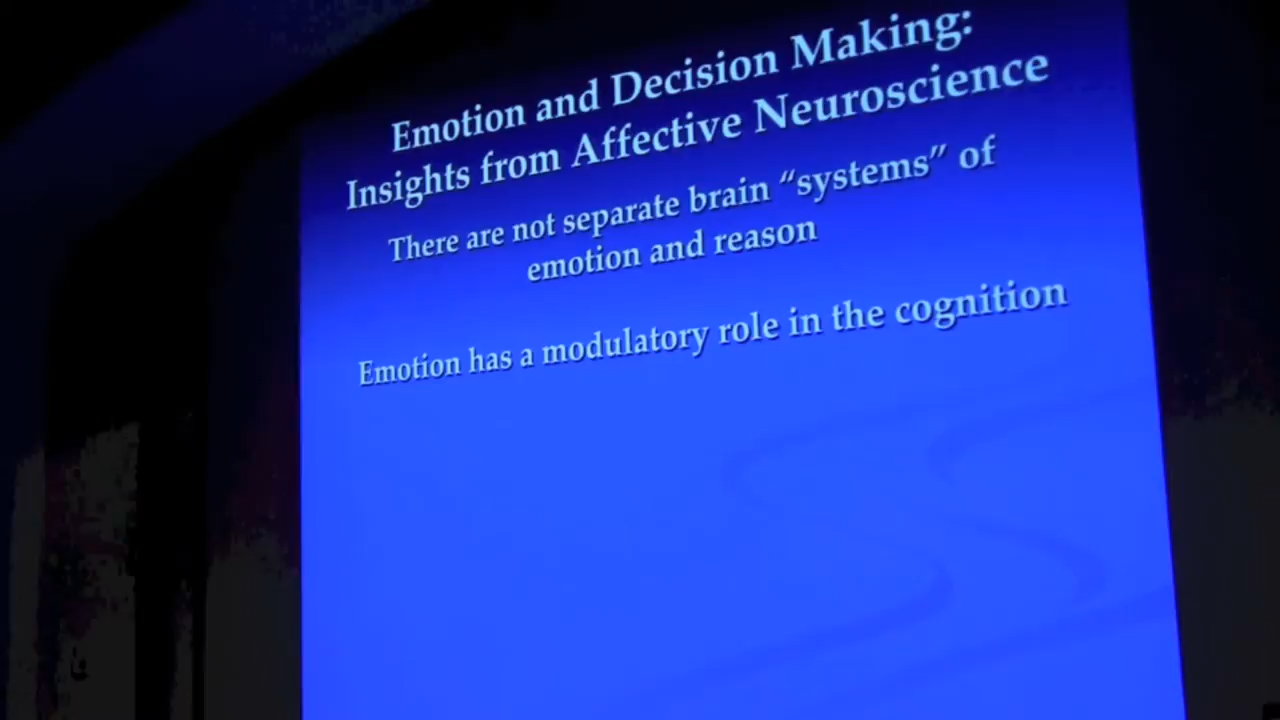 Emotion and Decision Making:
Insights from Affective Neuroscience
There are not separate brain “systems” of
emotion and reason
Emotion has a modulatory role in the cognition